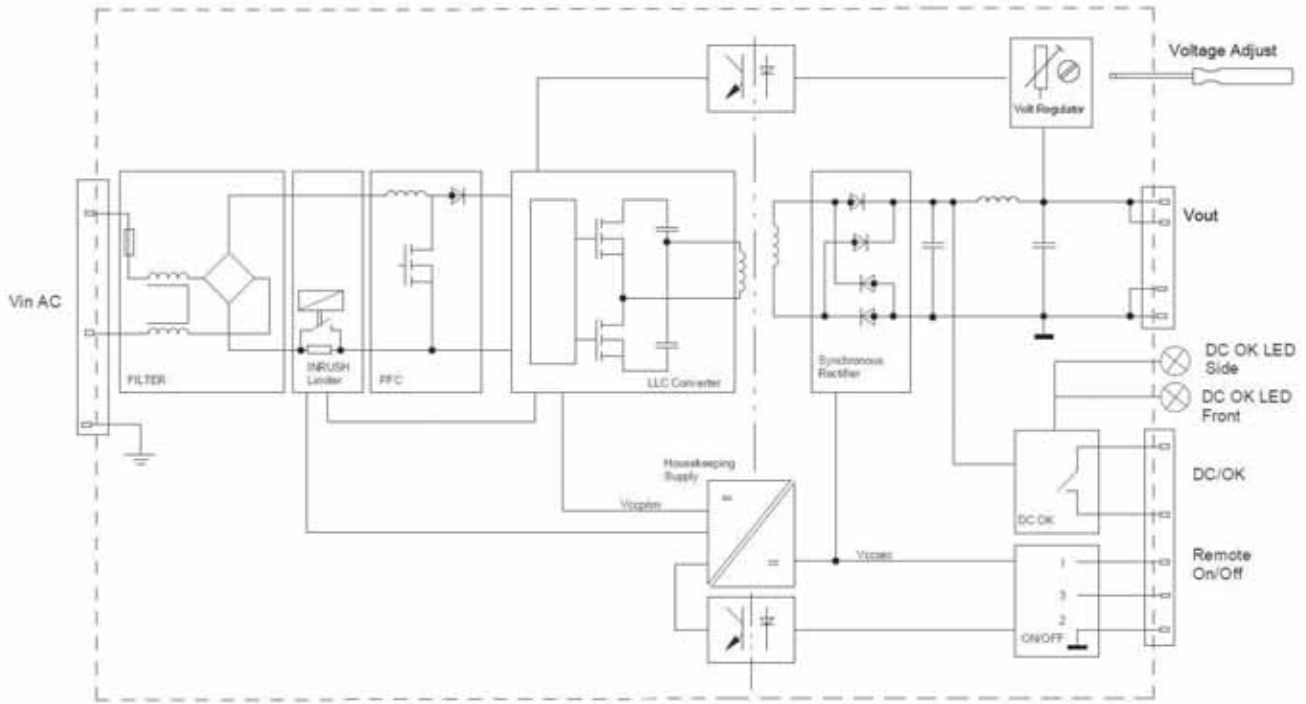 Voltage Adjust
Volt Regulator
Vin AC
FILTER
INRUSH
Limiter
PFC
LLC Converter
Synchronous
Rectifier
Vout
DC OK LED
Side
DC OK LED
Front
Housekeeping
Supply
Vccprim
Vccsec
DC OK
DC/OK
1
3
2
ON/OFF
Remote
On/Off